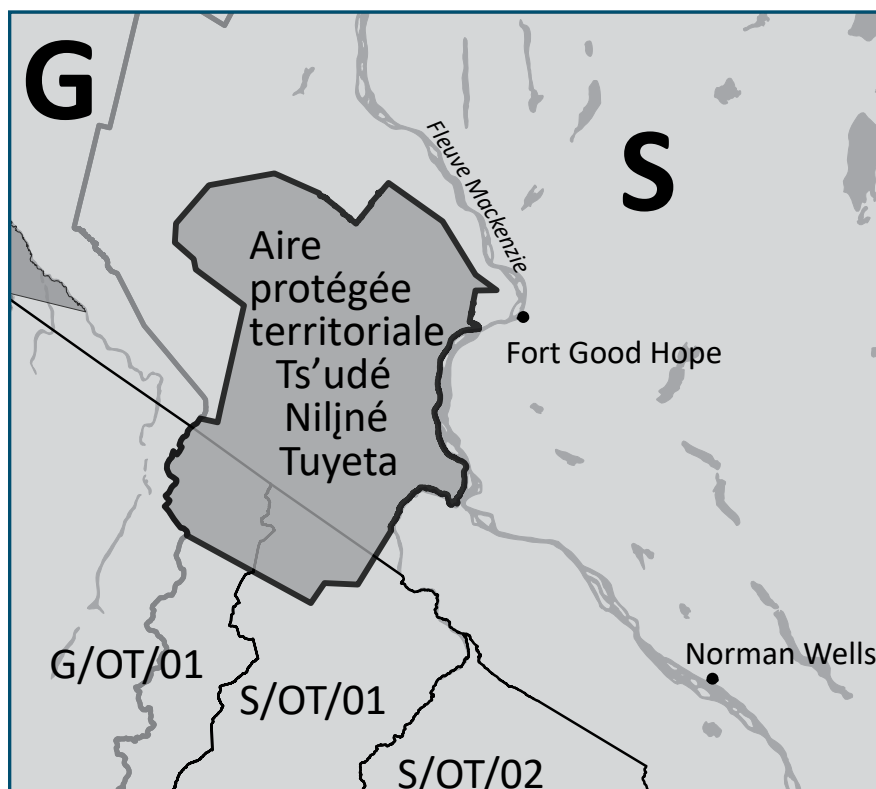 G
S
Fleuve Mackenzie
Aire
protégée
territoriale
Ts’udé
Nilįné
Tuyeta
Fort Good Hope
Norman Wells
G/OT/01
S/OT/01
S/OT/02